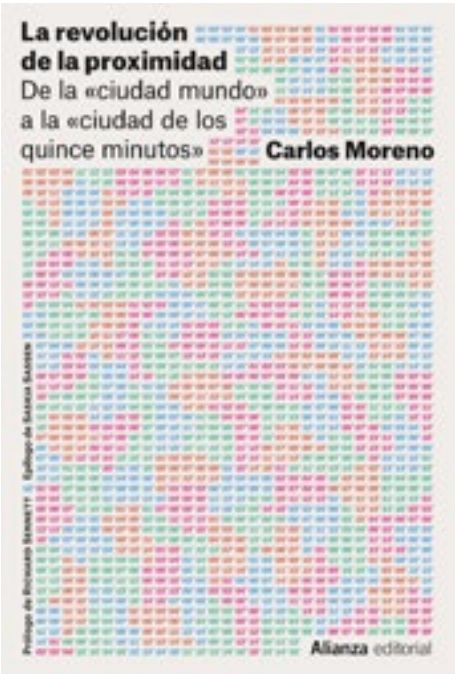 La revolución
de la proximidad
De la «ciudad mundo»
a la «ciudad de los
quince minutos»
Carlos Moreno
Prólogo de Richard Sennett
Epílogo de Saskia Sassen
Alianza editorial